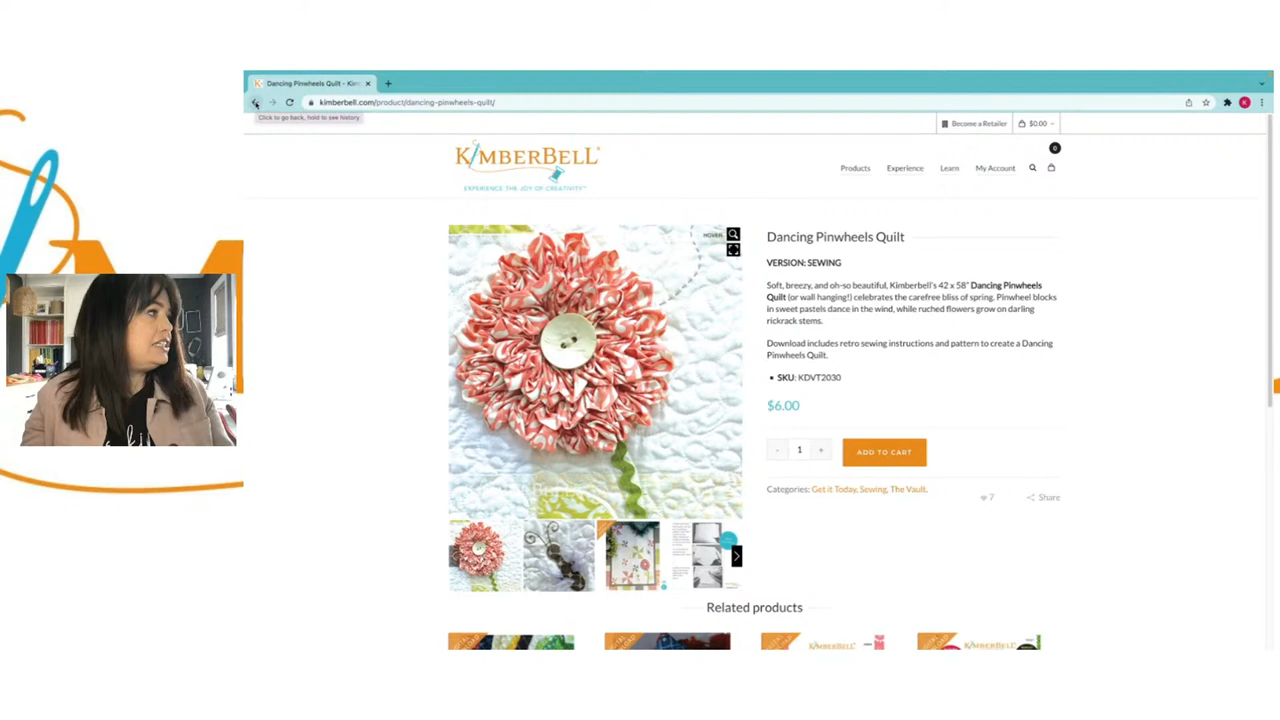 Dancing Pinwheels Quilt - Kim
kimberbell.com/product/dancing-pinwheels-quilt/
Click to go back, hold to see history
Become a Retailer
$0.00
KIMBERBELL
EXPERIENCE THE JOY OF CREATIVITY™
Products
Experience
Learn
My Account
0
HOVER
Dancing Pinwheels Quilt
VERSION: SEWING
Soft, breezy, and oh-so beautiful, Kimberbell's 42 x 58" Dancing Pinwheels
Quilt (or wall hanging!) celebrates the carefree bliss of spring. Pinwheel blocks
in sweet pastels dance in the wind, while ruched flowers grow on darling
rickrack stems.
Download includes retro sewing instructions and pattern to create a Dancing
Pinwheels Quilt.
SKU: KDVT2030
$6.00
- 1 +
ADD TO CART
Categories: Get it Today, Sewing, The Vault.
7
Share
Related products